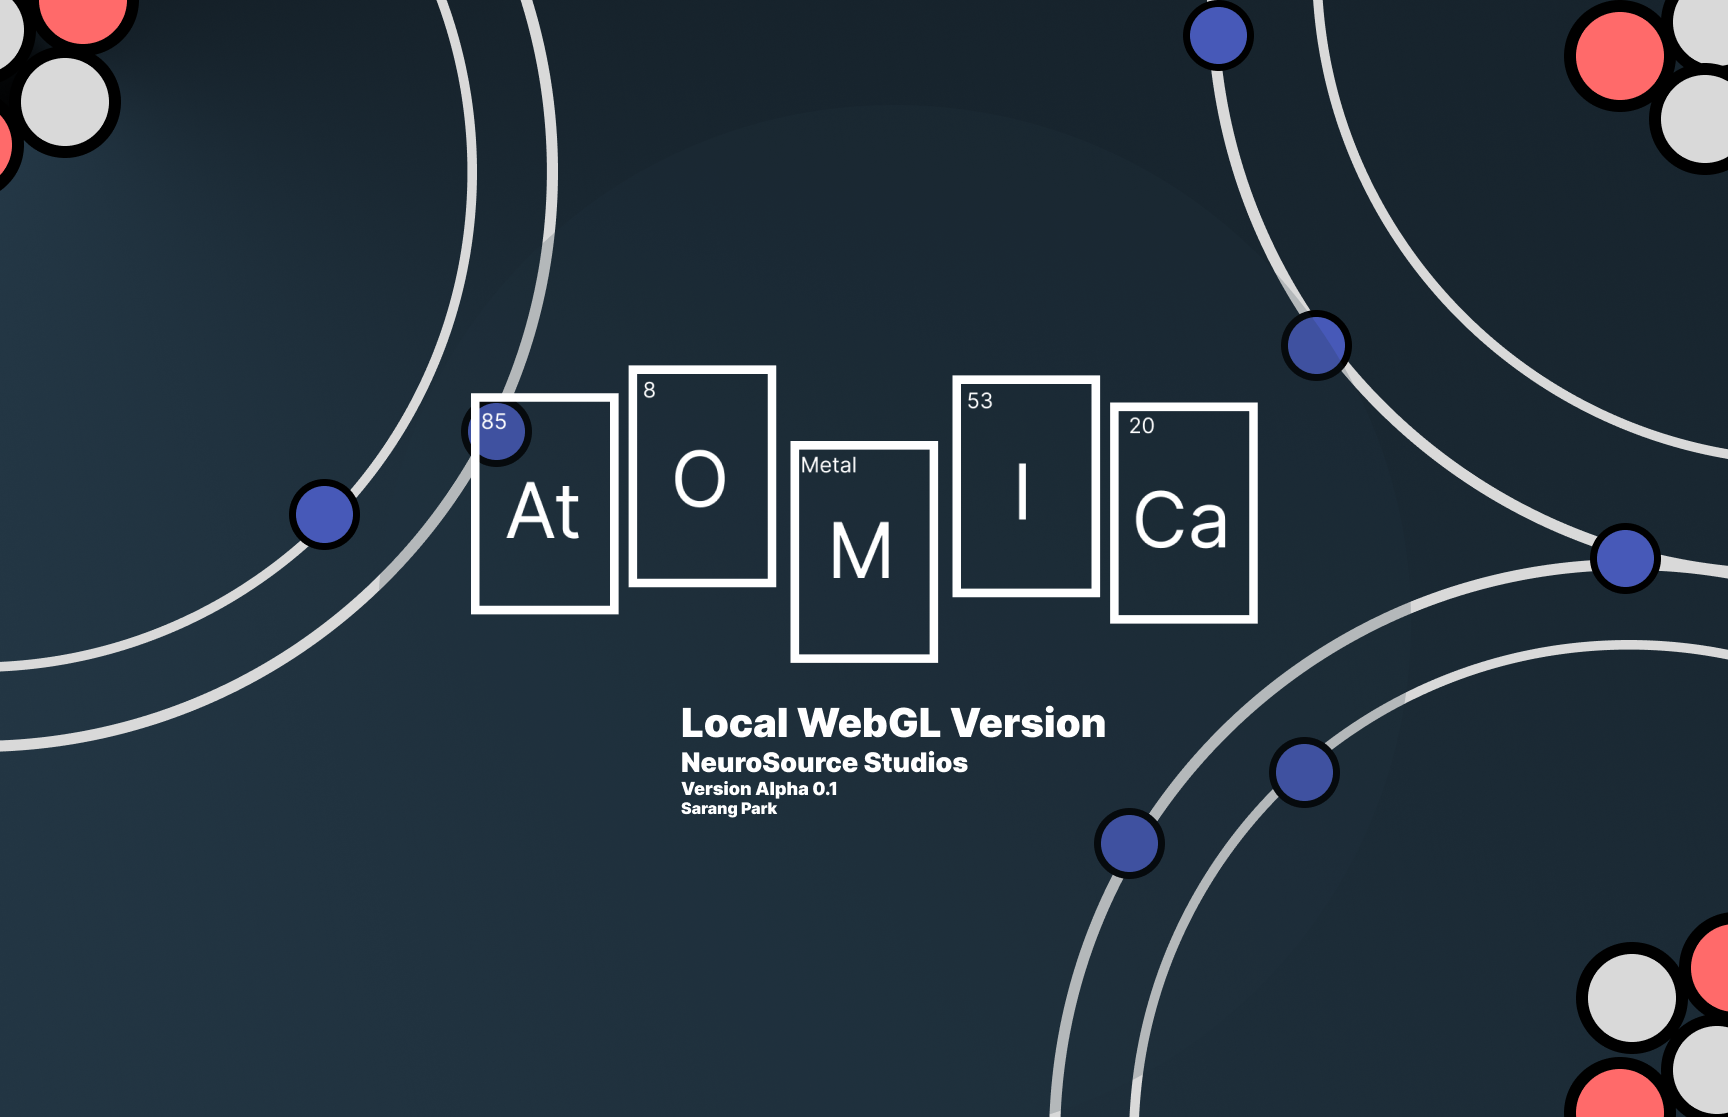 85
At
8
O
Metal
M
53
I
20
Ca
Local WebGL Version
NeuroSource Studios
Version Alpha 0.1
Sarang Park